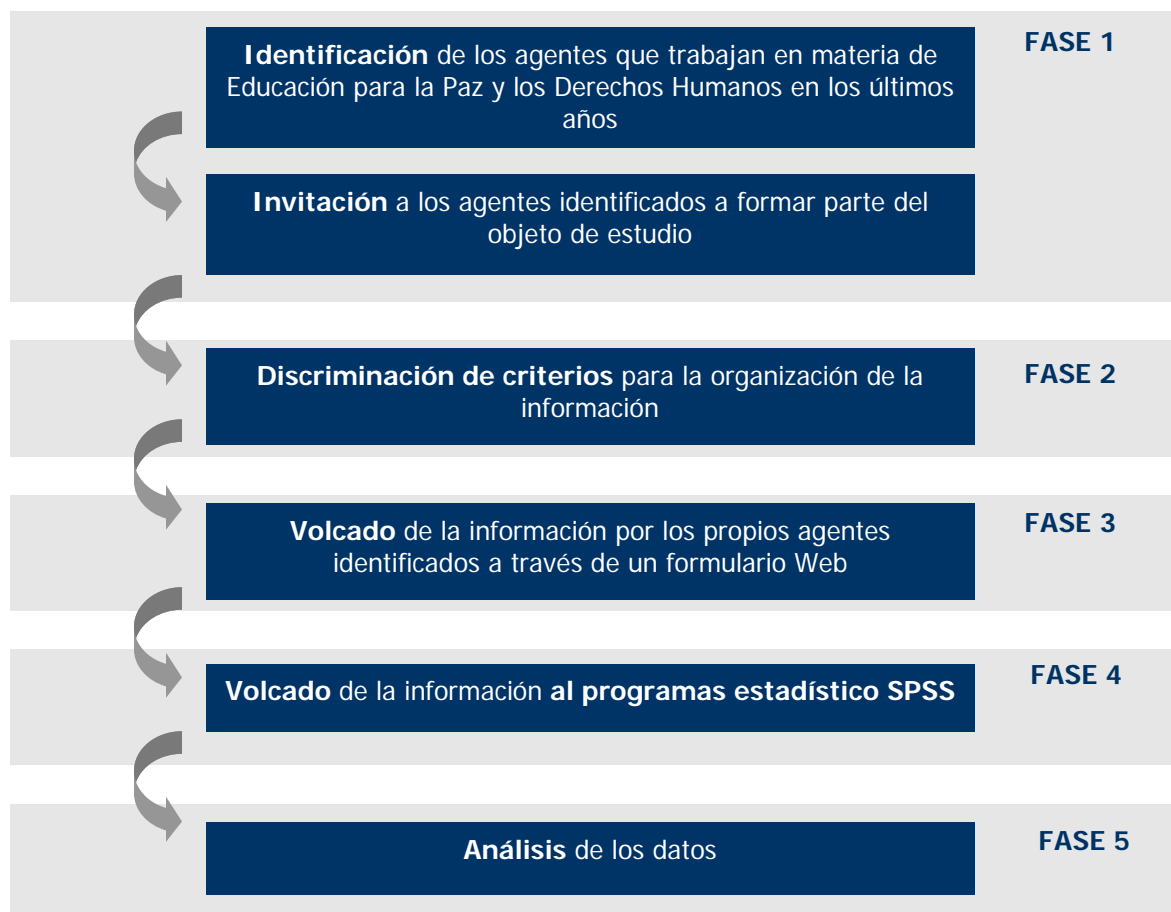 FASE 1
Identificación de los agentes que trabajan en materia de
Educación para la Paz y los Derechos Humanos en los últimos
años
Invitación a los agentes identificados a formar parte del
objeto de estudio
FASE 2
Discriminación de criterios para la organización de la
información
FASE 3
Volcado de la información por los propios agentes
identificados a través de un formulario Web
FASE 4
Volcado de la información al programas estadístico SPSS
FASE 5
Análisis de los datos